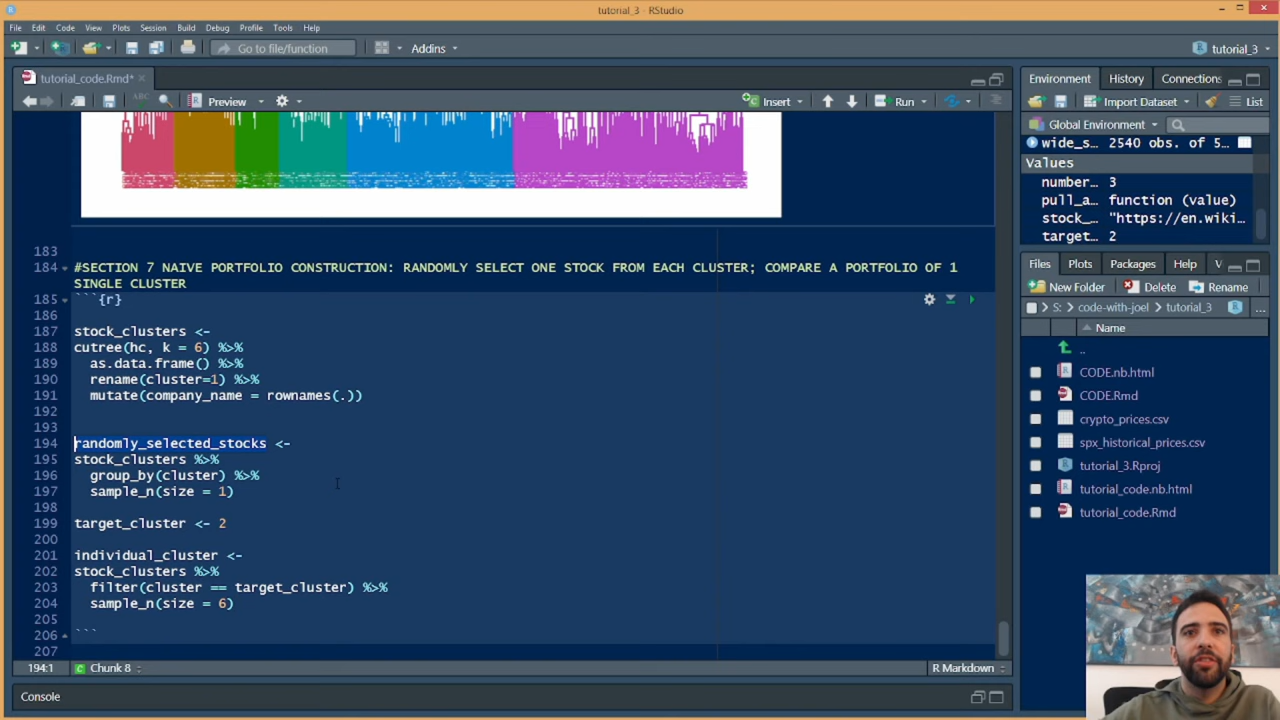 tutorial_3 - RStudio
File Edit Code View Plots Session Build Debug Profile Tools Help
Go to file/function Addins tutorial_3
tutorial_code.Rmd*
Preview Insert Run
183
184 #SECTION 7 NAIVE PORTFOLIO CONSTRUCTION: RANDOMLY SELECT ONE STOCK FROM EACH CLUSTER; COMPARE A PORTFOLIO OF 1
SINGLE CLUSTER
185 ```{r}
186
187 stock_clusters <-
188 cutree(hc, k = 6) %>%
189 as.data.frame() %>%
190 rename(cluster=1) %>%
191 mutate(company_name = rownames(.))
192
193
194 randomly_selected_stocks <-
195 stock_clusters %>%
196 group_by(cluster) %>%
197 sample_n(size = 1)
198
199 target_cluster <- 2
200
201 individual_cluster <-
202 stock_clusters %>%
203 filter(cluster == target_cluster) %>%
204 sample_n(size = 6)
205
206 ```
207
194:1 Chunk 8 R Markdown
Console
Environment History Connections
Import Dataset List
Global Environment
wide_s… 2540 obs. of 5…
Values
number… 3
pull_a… function (value)
stock_… "https://en.wiki…
target… 2
Files Plots Packages Help V
New Folder Delete Rename
S: code-with-joel tutorial_3 ...
Name
..
CODE.nb.html
CODE.Rmd
crypto_prices.csv
spx_historical_prices.csv
tutorial_3.Rproj
tutorial_code.nb.html
tutorial_code.Rmd